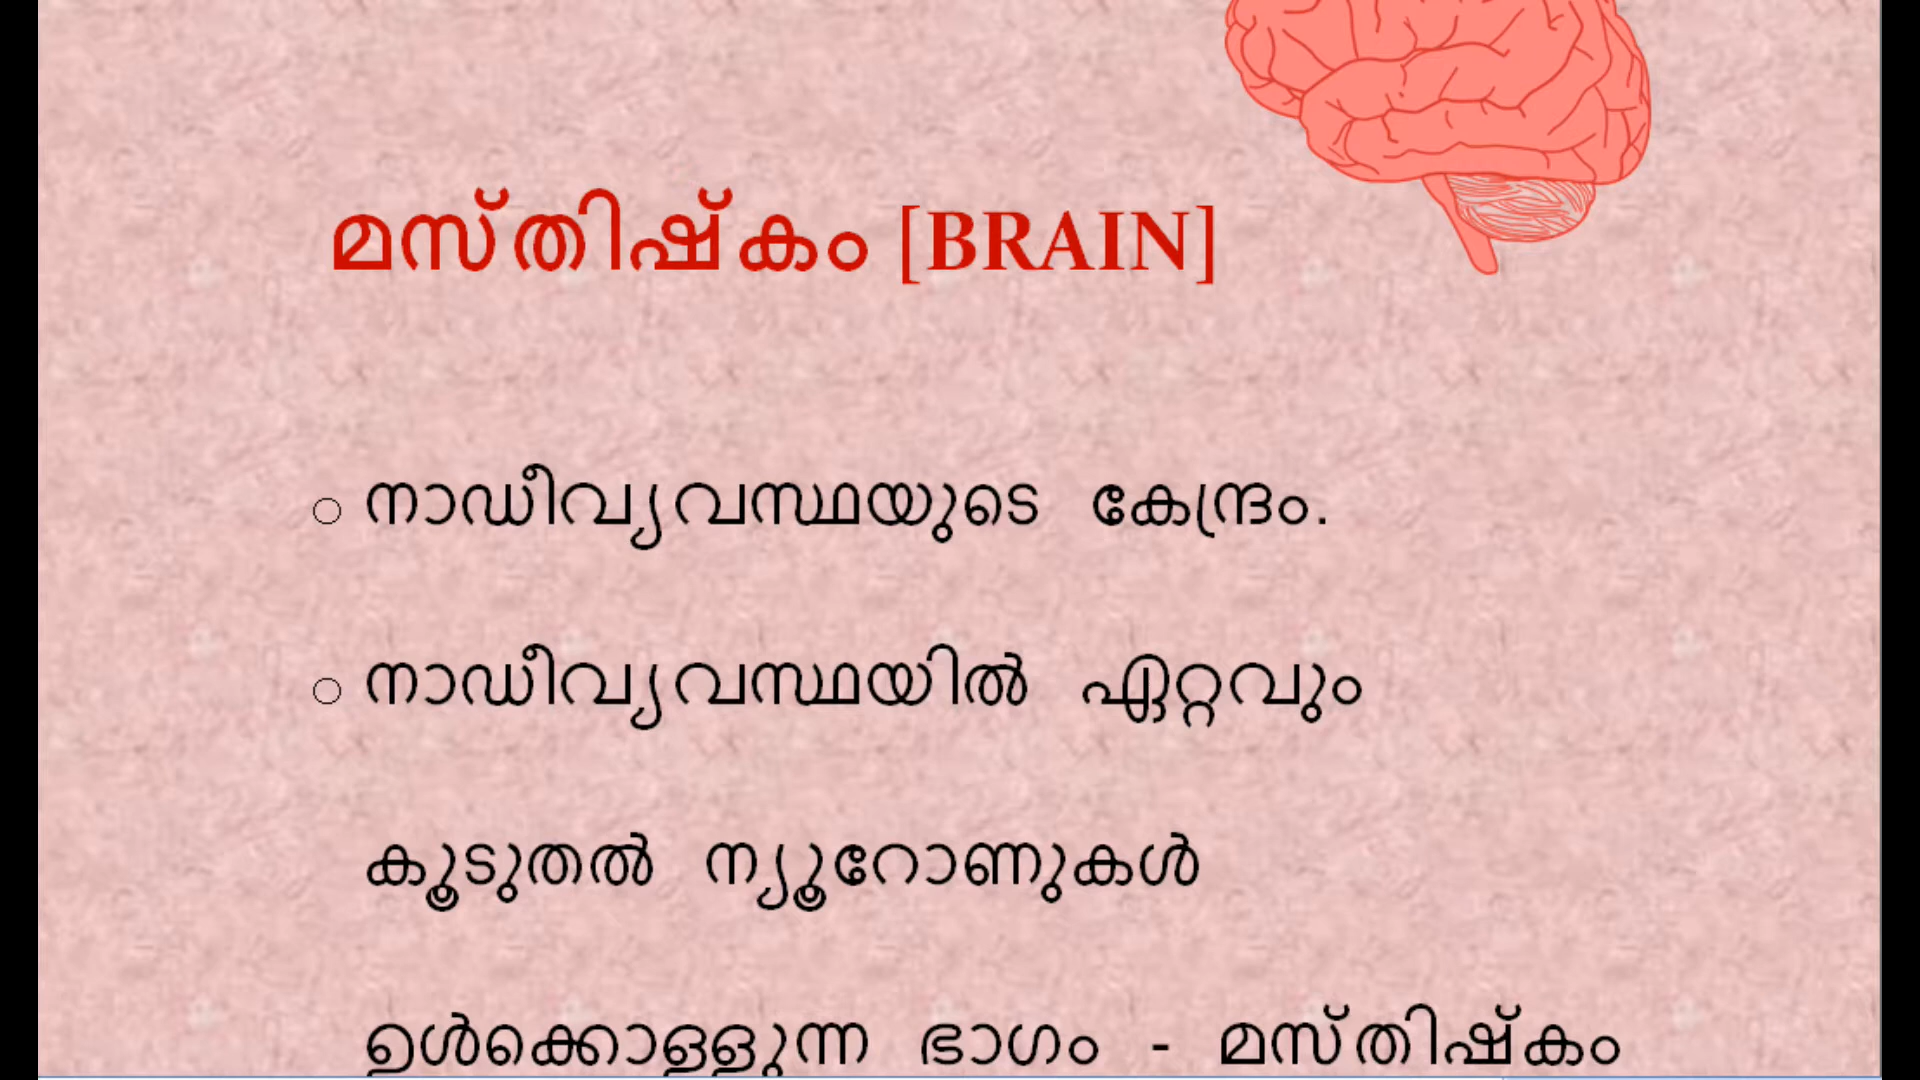 മസ്തിഷ്കം [BRAIN]
നാഡീവ്യവസ്ഥയുടെ കേന്ദ്രം.
നാഡീവ്യവസ്ഥയിൽ ഏറ്റവും
കൂടുതൽ ന്യൂറോണുകൾ
ഉൾക്കൊള്ളുന്ന ഭാഗം - മസ്തിഷ്കം